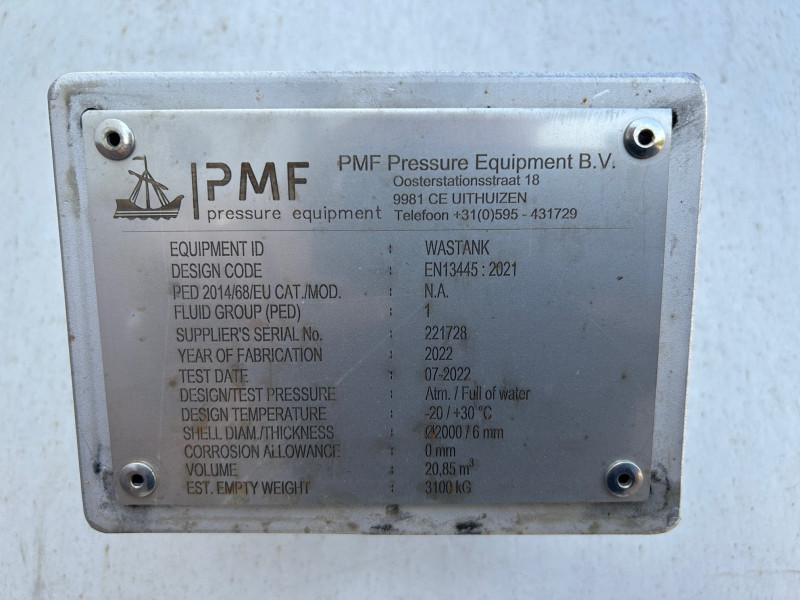 PMF
pressure equipment
PMF Pressure Equipment B.V.
Oosterstationsstraat 18
9981 CE UITHUIZEN
Telefoon +31(0)595 - 431729
EQUIPMENT ID : WASTANK
DESIGN CODE : EN13445 : 2021
PED 2014/68/EU CAT./MOD. : N.A.
FLUID GROUP (PED) : 1
SUPPLIER'S SERIAL No. : 221728
YEAR OF FABRICATION : 2022
TEST DATE : 07-2022
DESIGN/TEST PRESSURE : Atm. / Full of water
DESIGN TEMPERATURE : -20 / +30 °C
SHELL DIAM./THICKNESS : Ø2000 / 6 mm
CORROSION ALLOWANCE : 0 mm
VOLUME : 20,85 m³
EST. EMPTY WEIGHT : 3100 kG